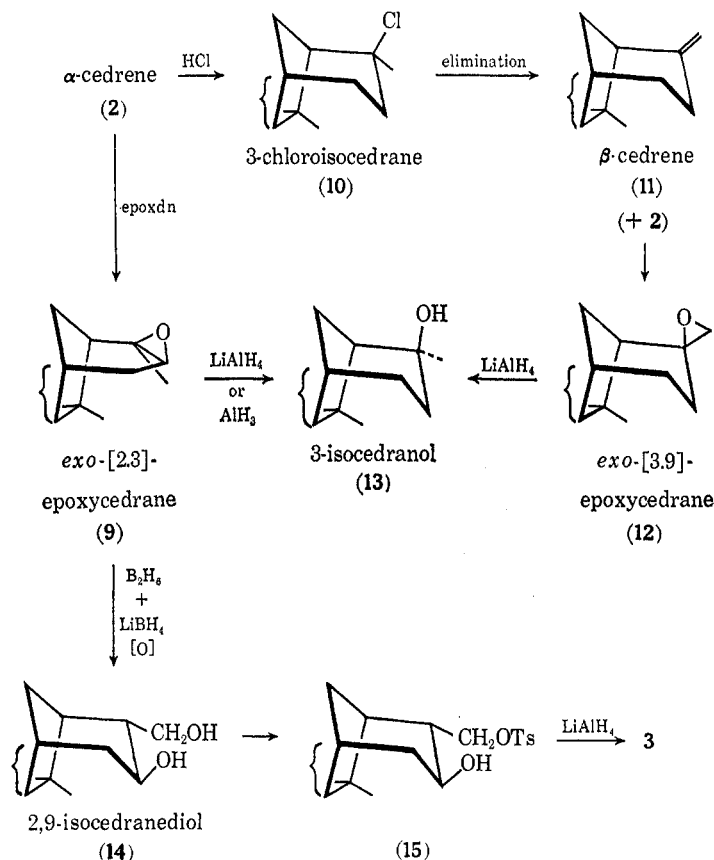 α-cedrene
(2)
HCl
Cl
3-chloroisocedrane
(10)
elimination
β-cedrene
(11)
(+ 2)
epoxdn
O
exo-[2.3]-
epoxycedrane
(9)
LiAlH₄
or
AlH₃
OH
3-isocedranol
(13)
LiAlH₄
O
exo-[3.9]-
epoxycedrane
(12)
B₂H₆
+
LiBH₄
[O]
CH₂OH
OH
2,9-isocedranediol
(14)
CH₂OTs
OH
(15)
LiAlH₄
3